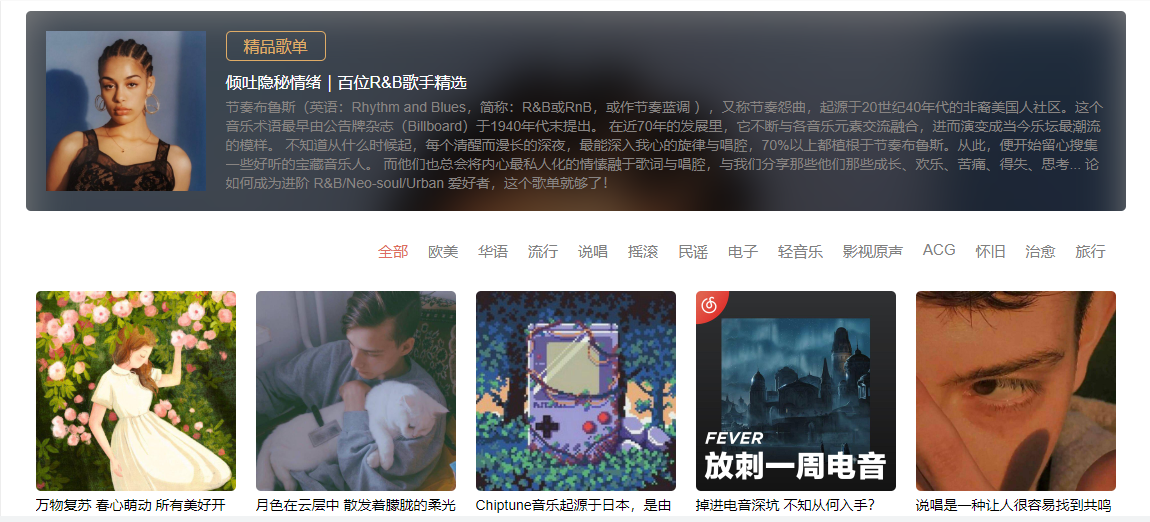 精品歌单
倾吐隐秘情绪｜百位R&B歌手精选
节奏布鲁斯（英语：Rhythm and Blues，简称：R&B或RnB，或作节奏蓝调 ），又称节奏怨曲，起源于20世纪40年代的非裔美国人社区。这个
音乐术语最早由公告牌杂志（Billboard）于1940年代末提出。 在近70年的发展里，它不断与各音乐元素交流融合，进而演变成当今乐坛最潮流
的模样。 不知道从什么时候起，每个清醒而漫长的深夜，最能深入我心的旋律与唱腔，70%以上都植根于节奏布鲁斯。从此，便开始留心搜集
一些好听的宝藏音乐人。 而他们也总会将内心最私人化的情愫融于歌词与唱腔，与我们分享那些他们那些成长、欢乐、苦痛、得失、思考... 论
如何成为进阶 R&B/Neo-soul/Urban 爱好者，这个歌单就够了！
全部 欧美 华语 流行 说唱 摇滚 民谣 电子 轻音乐 影视原声 ACG 怀旧 治愈 旅行
FEVER
放刺一周电音
万物复苏 春心萌动 所有美好开
月色在云层中 散发着朦胧的柔光
Chiptune音乐起源于日本，是由
掉进电音深坑 不知从何入手？
说唱是一种让人很容易找到共鸣